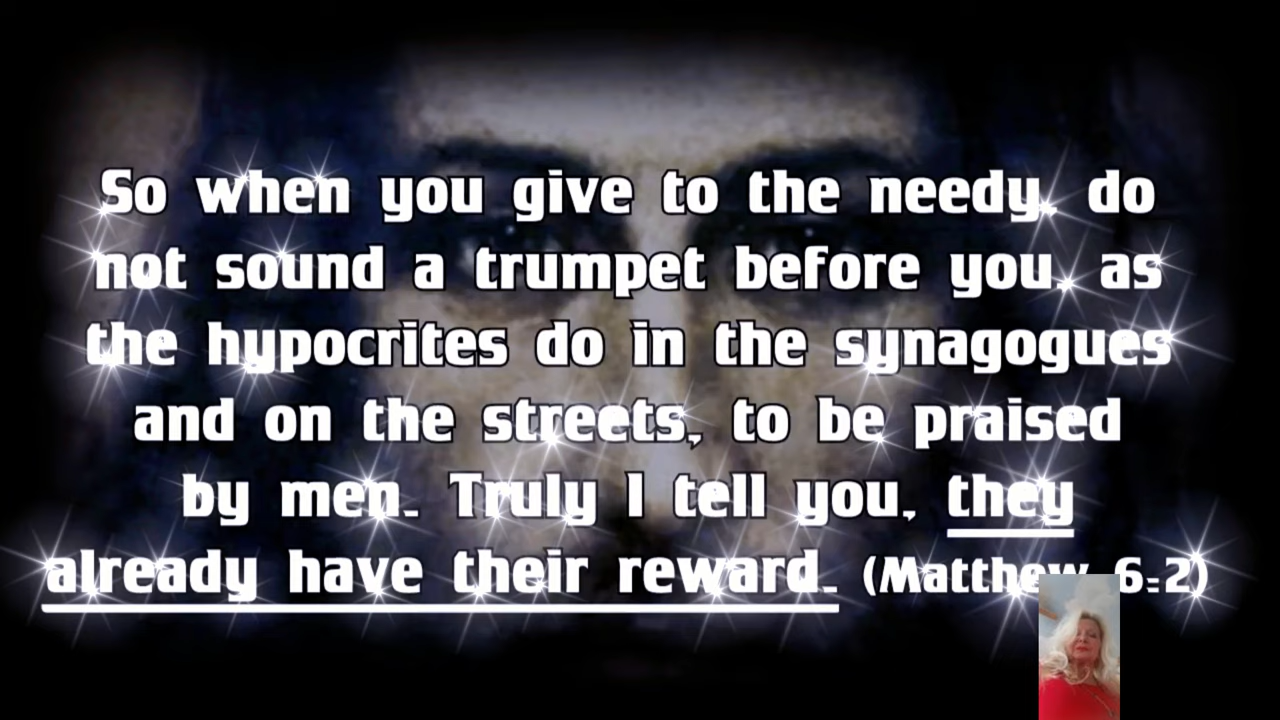 So when you give to the needy, do
not sound a trumpet before you, as
the hypocrites do in the synagogues
and on the streets, to be praised
by men. Truly I tell you, they
already have their reward. (Matthew 6:2)